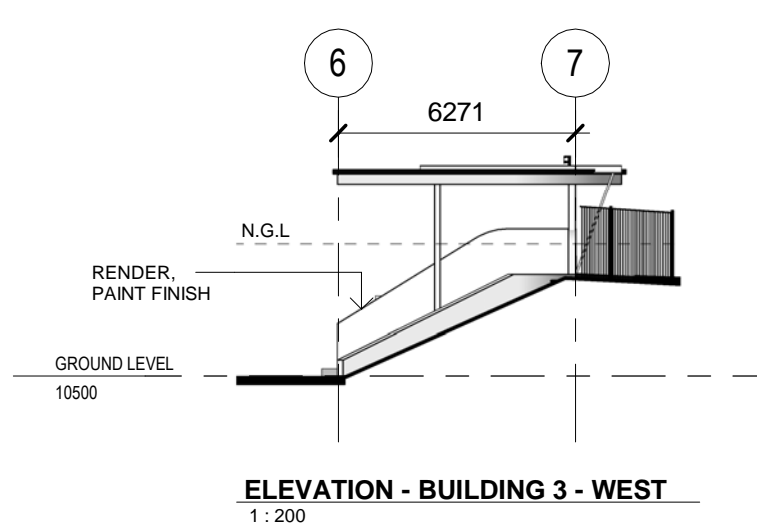 6
7
6271
N.G.L
RENDER,
PAINT FINISH
GROUND LEVEL
10500
ELEVATION - BUILDING 3 - WEST
1 : 200